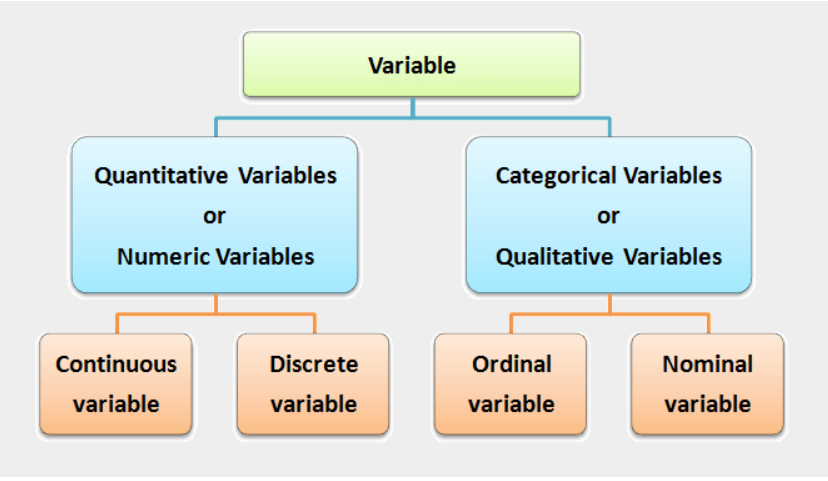 Variable
Quantitative Variables
or
Numeric Variables
Categorical Variables
or
Qualitative Variables
Continuous
variable
Discrete
variable
Ordinal
variable
Nominal
variable